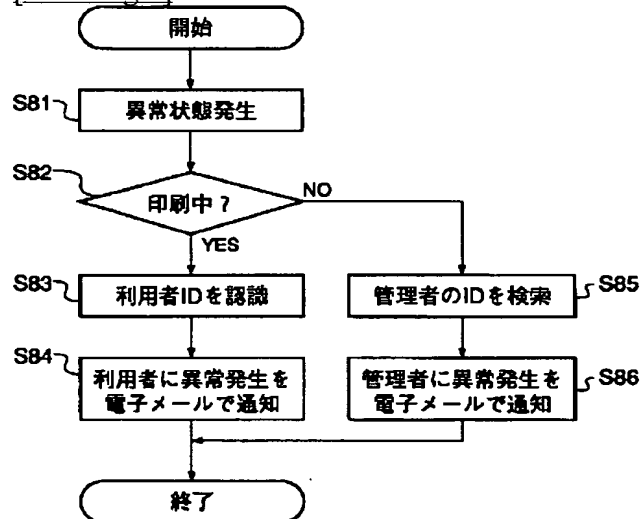 開始
S81
異常状態発生
S82
印刷中？
NO
YES
S83
利用者IDを認識
管理者のIDを検索
S85
S84
利用者に異常発生を
電子メールで通知
管理者に異常発生を
電子メールで通知
S86
終了